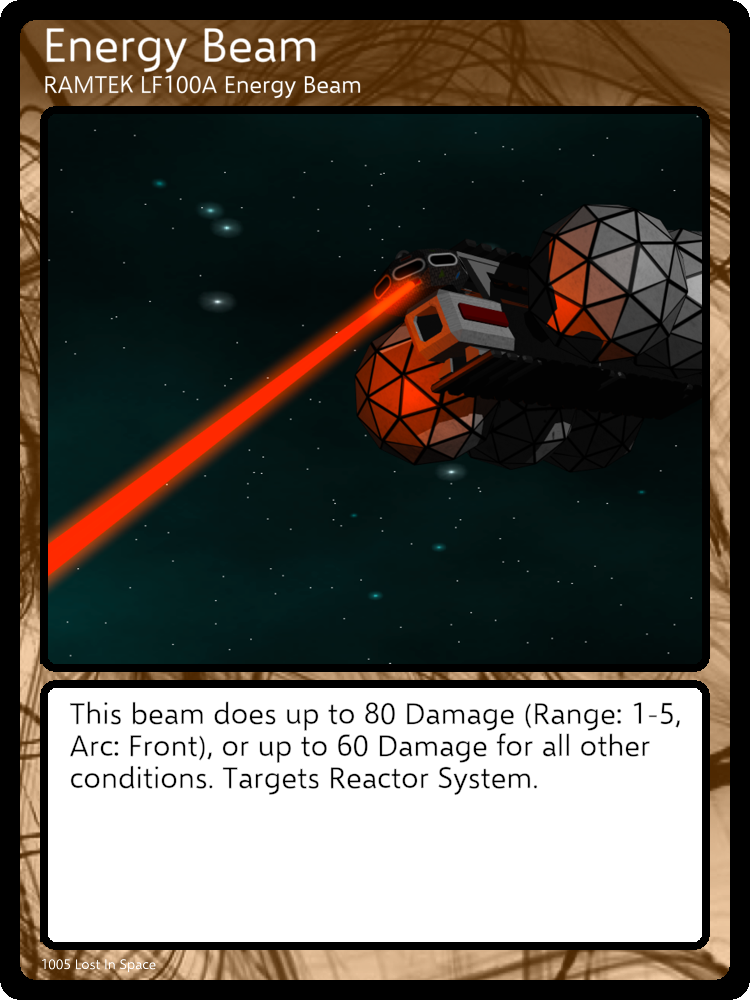 Energy Beam
RAMTEK LF100A Energy Beam
This beam does up to 80 Damage (Range: 1-5,
Arc: Front), or up to 60 Damage for all other
conditions. Targets Reactor System.
1005 Lost In Space